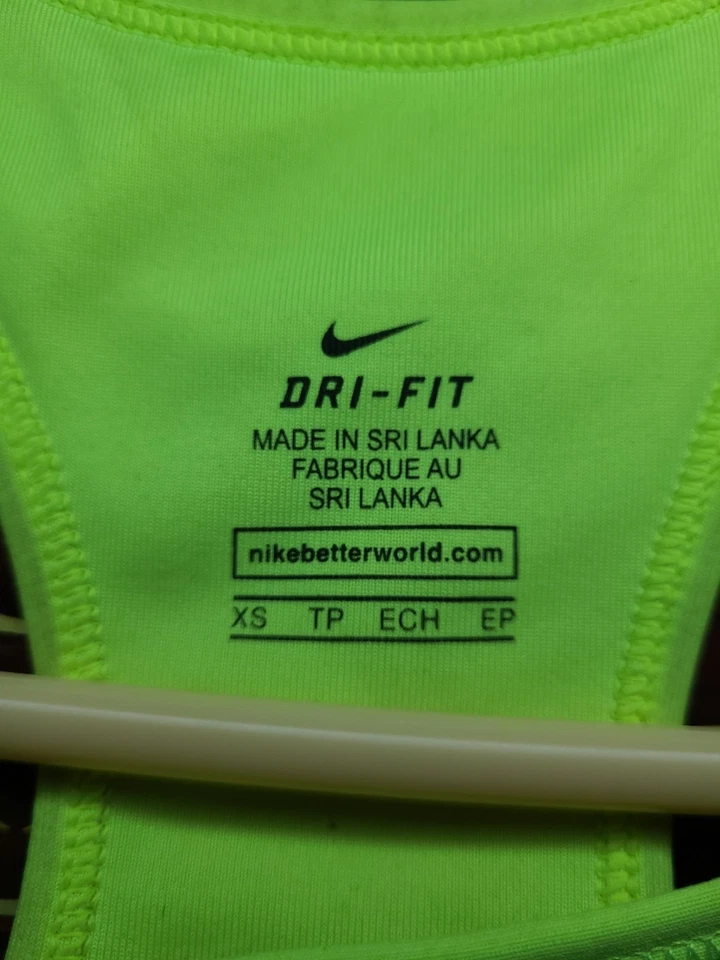 DRI-FIT
MADE IN SRI LANKA
FABRIQUE AU
SRI LANKA
nikebetterworld.com
XS TP ECH EP